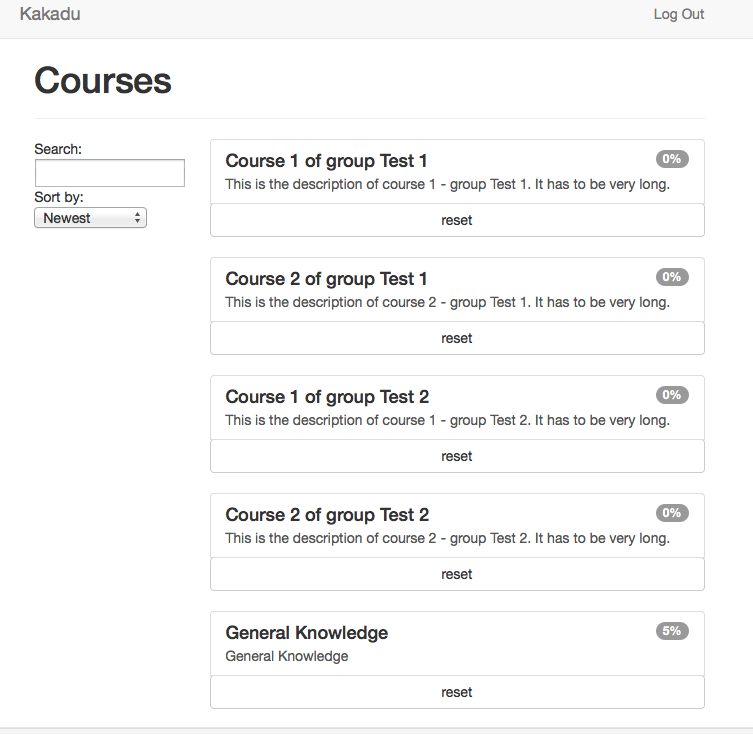 Kakadu
Log Out
Courses
Search:
Sort by:
Newest
Course 1 of group Test 1
0%
This is the description of course 1 - group Test 1. It has to be very long.
reset
Course 2 of group Test 1
0%
This is the description of course 2 - group Test 1. It has to be very long.
reset
Course 1 of group Test 2
0%
This is the description of course 1 - group Test 2. It has to be very long.
reset
Course 2 of group Test 2
0%
This is the description of course 2 - group Test 2. It has to be very long.
reset
General Knowledge
5%
General Knowledge
reset